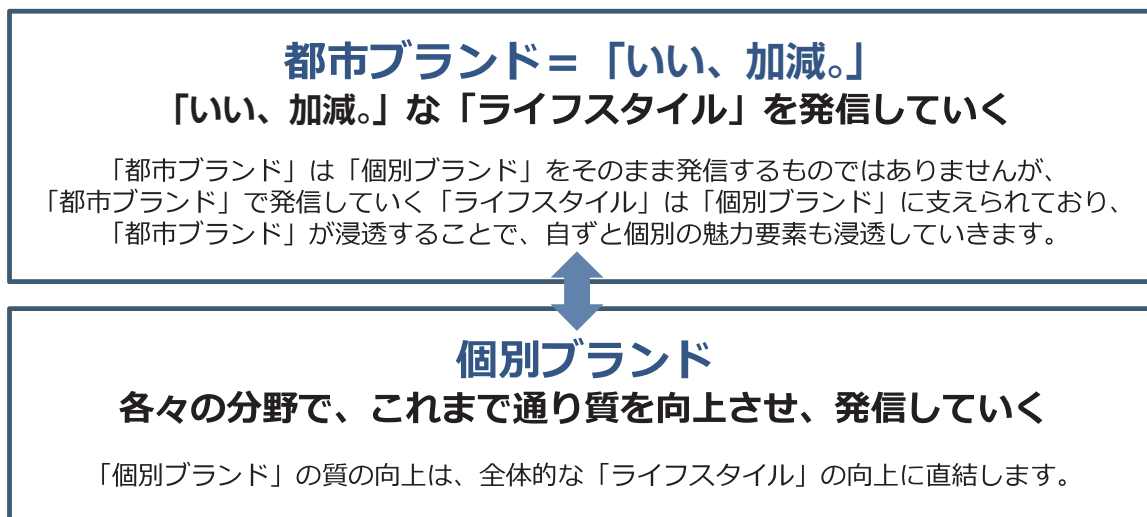 都市ブランド＝「いい、加減。」
「いい、加減。」な「ライフスタイル」を発信していく
「都市ブランド」は「個別ブランド」をそのまま発信するものではありませんが、
「都市ブランド」で発信していく「ライフスタイル」は「個別ブランド」に支えられており、
「都市ブランド」が浸透することで、自ずと個別の魅力要素も浸透していきます。
個別ブランド
各々の分野で、これまで通り質を向上させ、発信していく
「個別ブランド」の質の向上は、全体的な「ライフスタイル」の向上に直結します。